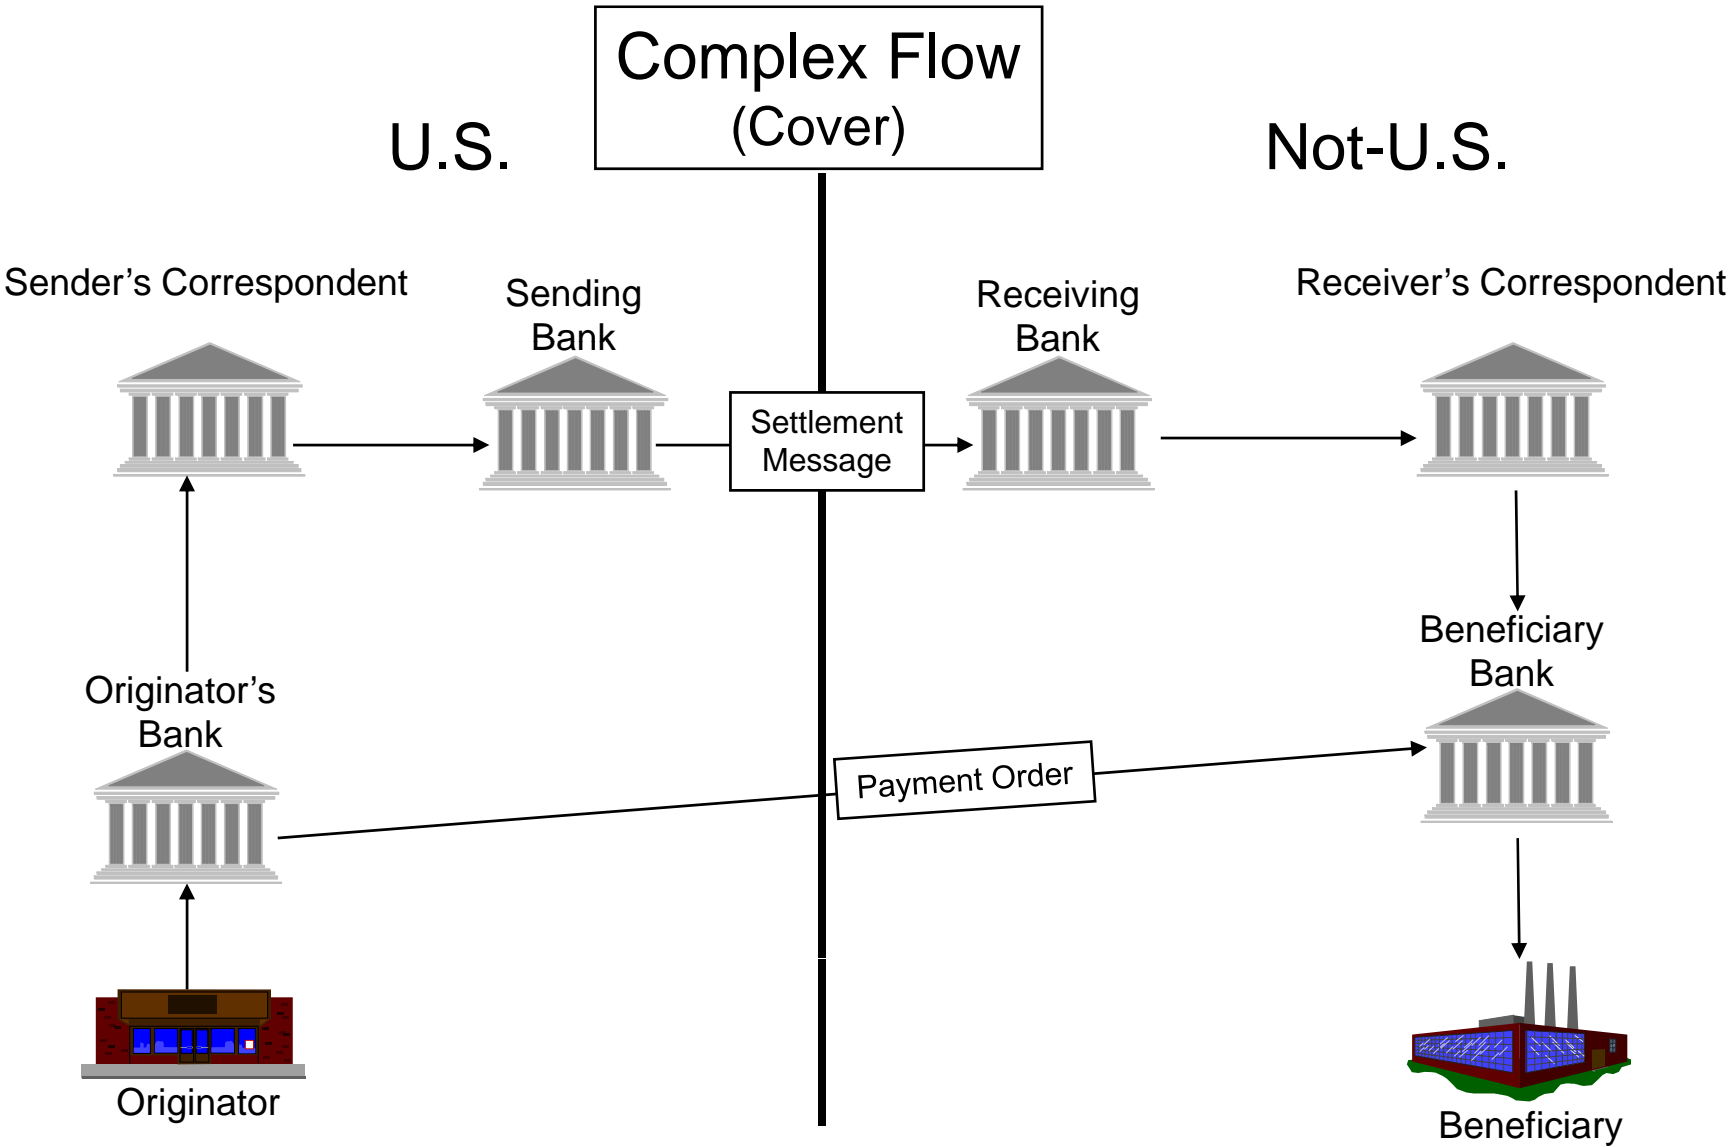 Complex Flow
(Cover)
U.S.
Not-U.S.
Sender’s Correspondent
Sending
Bank
Receiving
Bank
Receiver’s Correspondent
Settlement
Message
Originator’s
Bank
Beneficiary
Bank
Payment Order
Originator
Beneficiary